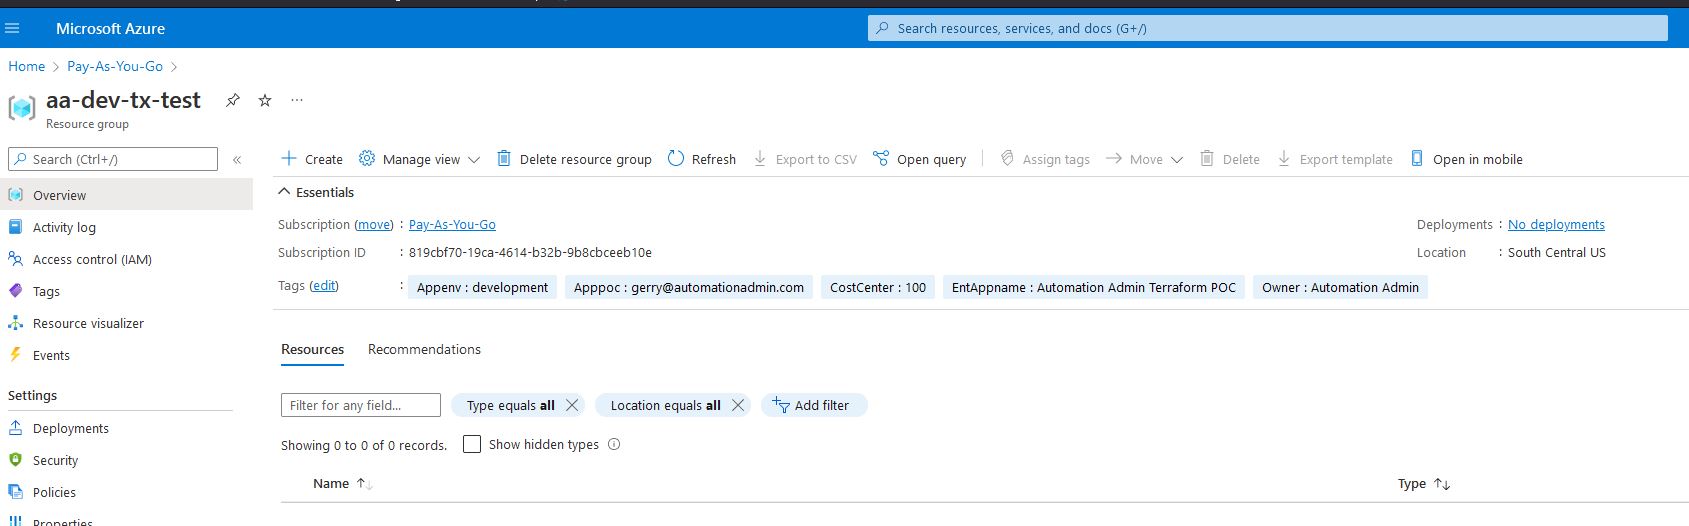 Microsoft Azure
Search resources, services, and docs (G+/)
Home > Pay-As-You-Go >
aa-dev-tx-test
Resource group
Search (Ctrl+/)
Overview
Activity log
Access control (IAM)
Tags
Resource visualizer
Events
Settings
Deployments
Security
Policies
Properties
Create Manage view Delete resource group Refresh Export to CSV Open query Assign tags Move Delete Export template Open in mobile
Essentials
Subscription (move) : Pay-As-You-Go
Subscription ID : 819cbf70-19ca-4614-b32b-9b8cbceeb10e
Tags (edit) : Appenv : development Apppoc : gerry@automationadmin.com CostCenter : 100 EntAppname : Automation Admin Terraform POC Owner : Automation Admin
Deployments : No deployments
Location : South Central US
Resources Recommendations
Filter for any field... Type equals all Location equals all Add filter
Showing 0 to 0 of 0 records. Show hidden types
Name Type